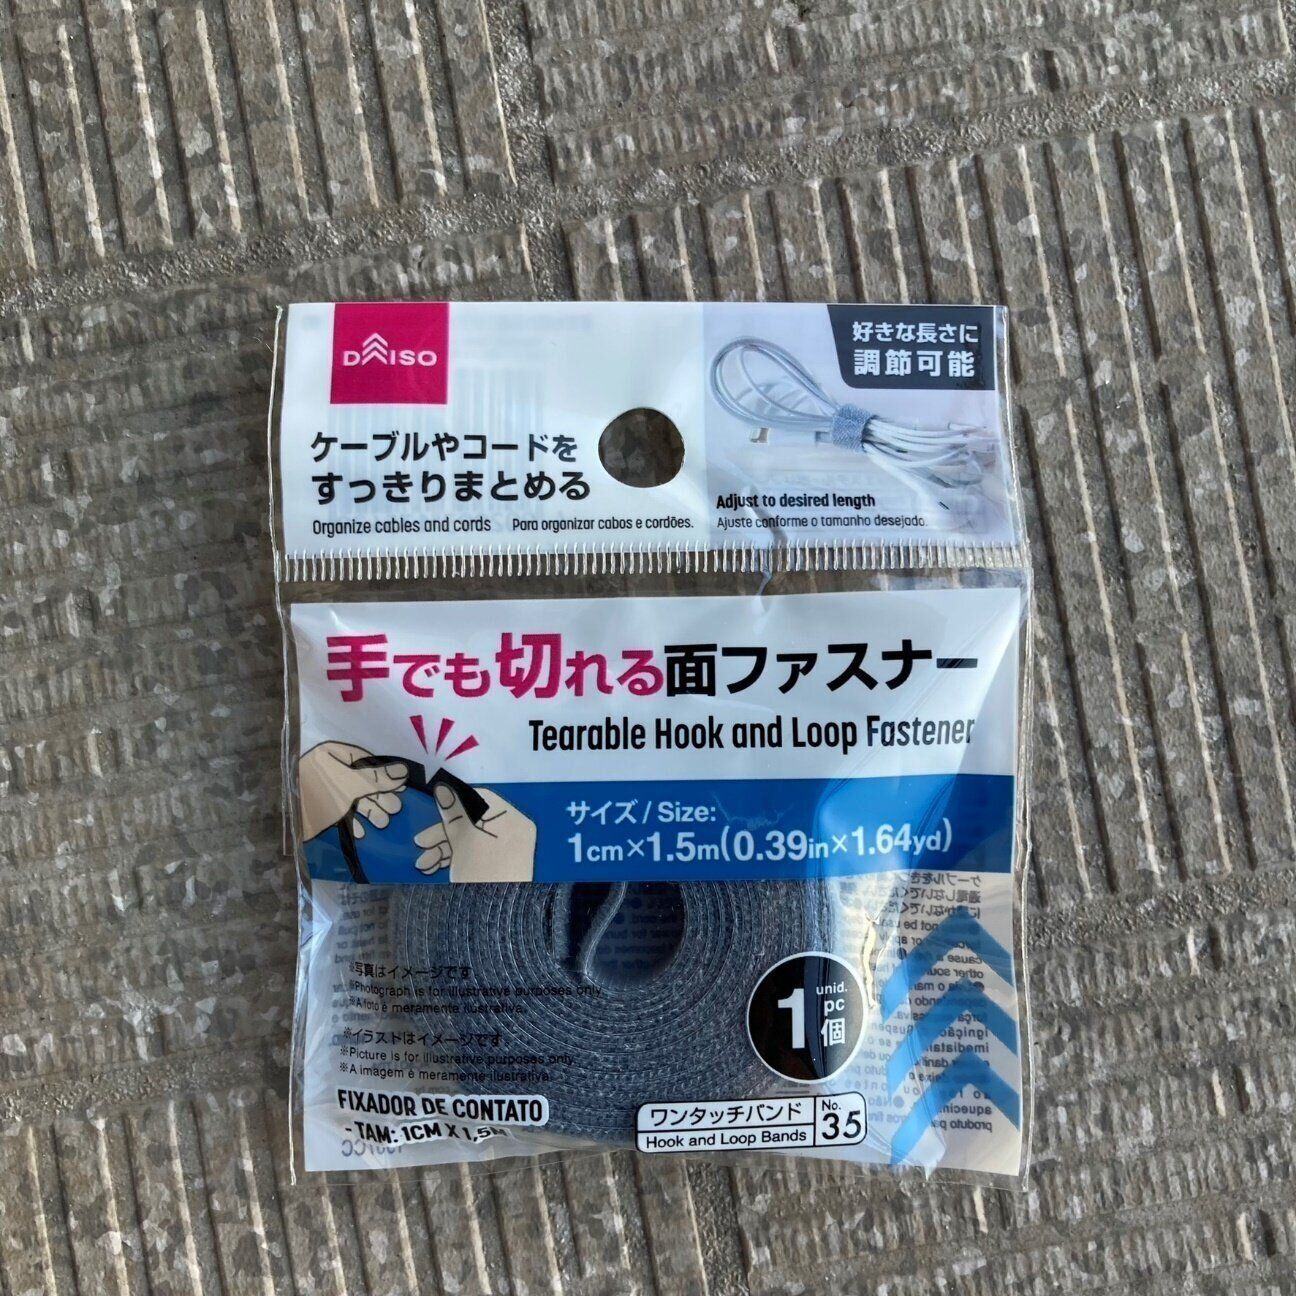 DAISO
好きな長さに
調節可能
ケーブルやコードを
すっきりまとめる
Organize cables and cords Para organizar cabos e cordões.
Adjust to desired length
Ajuste conforme o tamanho desejado.
手でも切れる面ファスナー
Tearable Hook and Loop Fastener
サイズ / Size:
1cm×1.5m(0.39in×1.64yd)
※写真はイメージです
※Photograph is for illustrative purposes only
※A foto é meramente ilustrativa.
※イラストはイメージです
※Picture is for illustrative purposes only
※A imagem é meramente ilustrativa.
1 unid. pc 個
FIXADOR DE CONTATO
- TAM: 1CM X 1,5M
ワンタッチバンド No. 35
Hook and Loop Bands